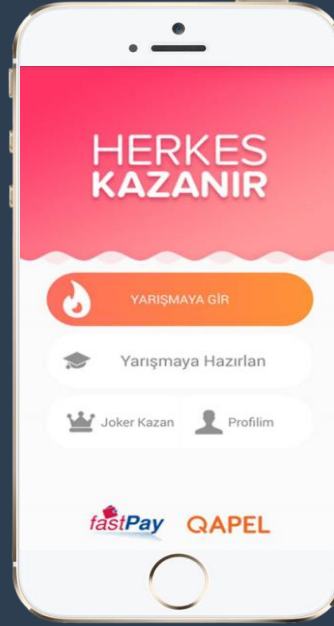 HERKES
KAZANIR
YARIŞMAYA GİR
Yarışmaya Hazırlan
Joker Kazan Profilim
fastPay QAPEL